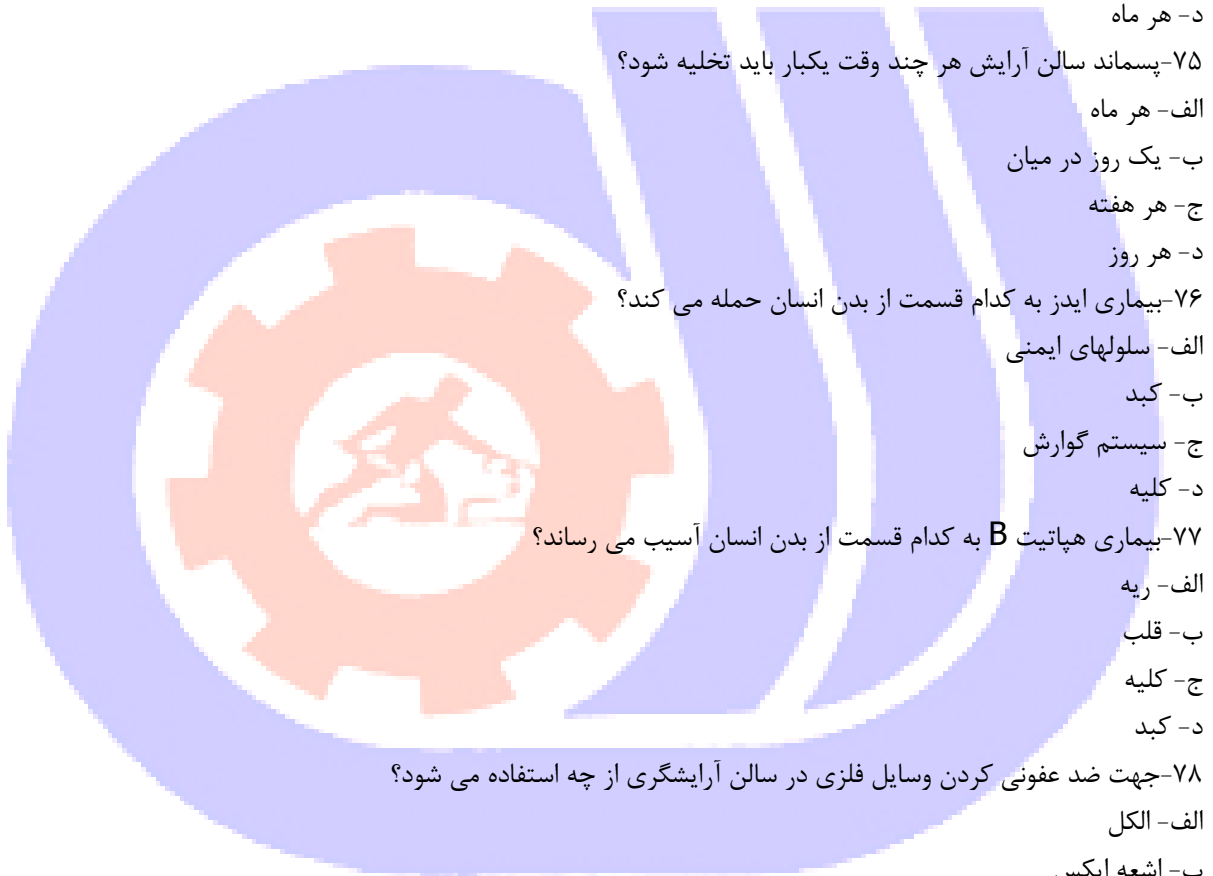 د- هر ماه
۷۵-پسماند سالن آرایش هر چند وقت یکبار باید تخلیه شود؟
الف- هر ماه
ب- یک روز در میان
ج- هر هفته
د- هر روز
۷۶-بیماری ایدز به کدام قسمت از بدن انسان حمله می کند؟
الف- سلولهای ایمنی
ب- کبد
ج- سیستم گوارش
د- کلیه
۷۷-بیماری هپاتیت B به کدام قسمت از بدن انسان آسیب می رساند؟
الف- ریه
ب- قلب
ج- کلیه
د- کبد
۷۸-جهت ضد عفونی کردن وسایل فلزی در سالن آرایشگری از چه استفاده می شود؟
الف- الکل
ب- اشعه ایکس